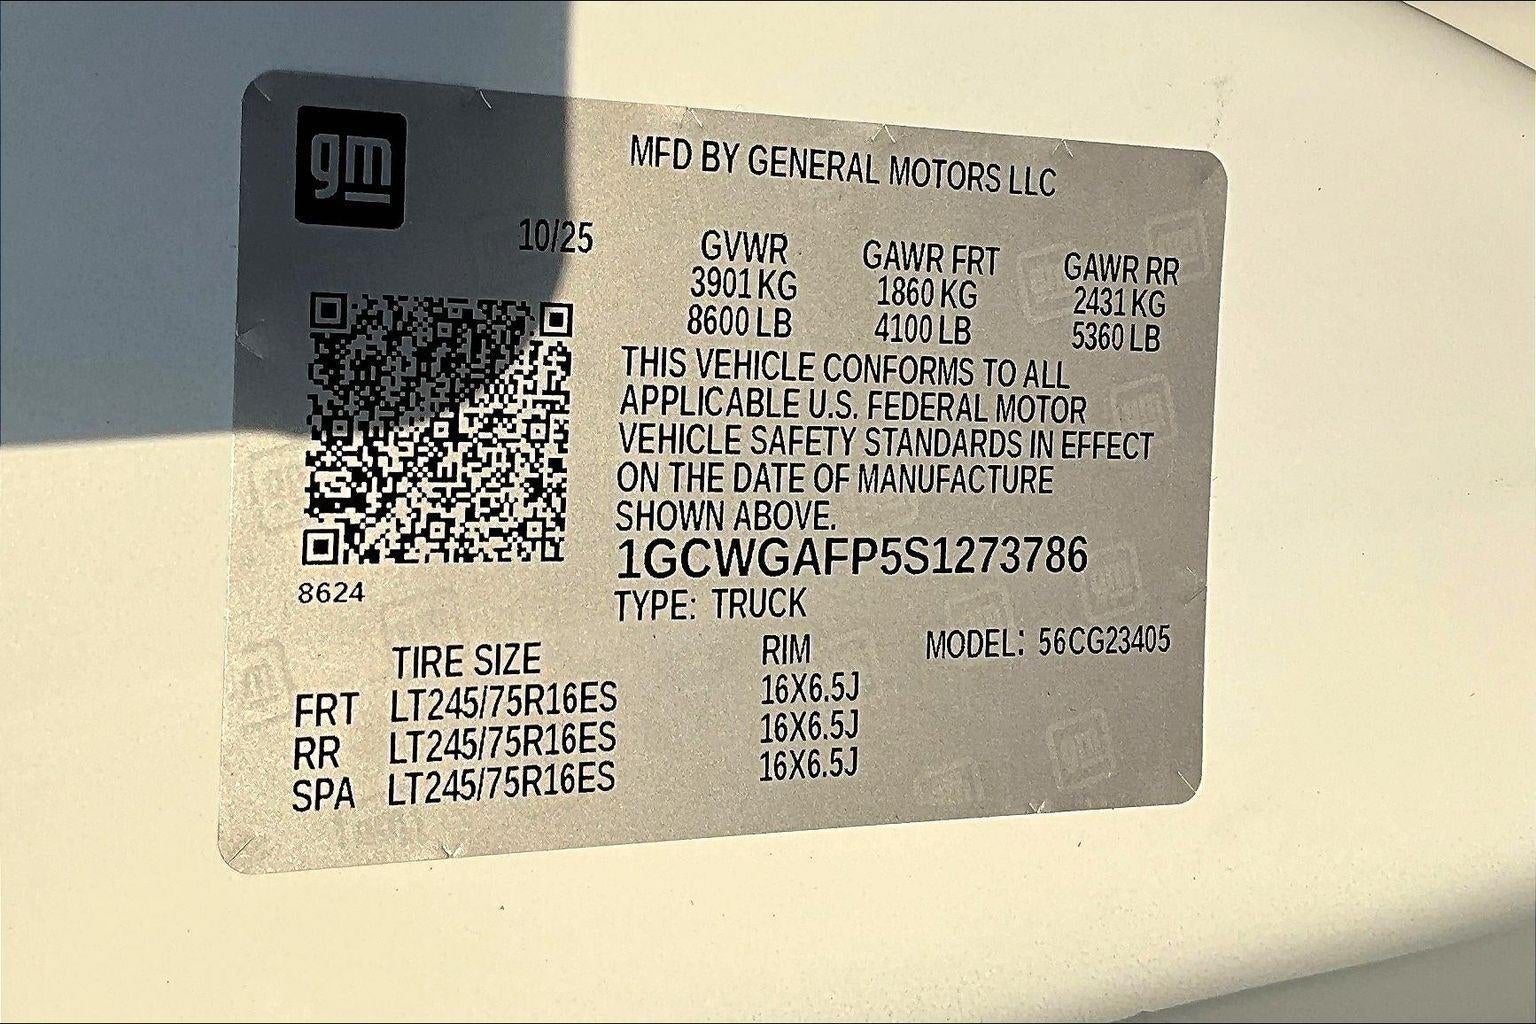 gm
MFD BY GENERAL MOTORS LLC
10/25
GVWR GAWR FRT GAWR RR
3901 KG 1860 KG 2431 KG
8600 LB 4100 LB 5360 LB
THIS VEHICLE CONFORMS TO ALL
APPLICABLE U.S. FEDERAL MOTOR
VEHICLE SAFETY STANDARDS IN EFFECT
ON THE DATE OF MANUFACTURE
SHOWN ABOVE.
1GCWGAFP5S1273786
8624
TYPE: TRUCK
TIRE SIZE RIM MODEL: 56CG23405
FRT LT245/75R16ES 16X6.5J
RR LT245/75R16ES 16X6.5J
SPA LT245/75R16ES 16X6.5J